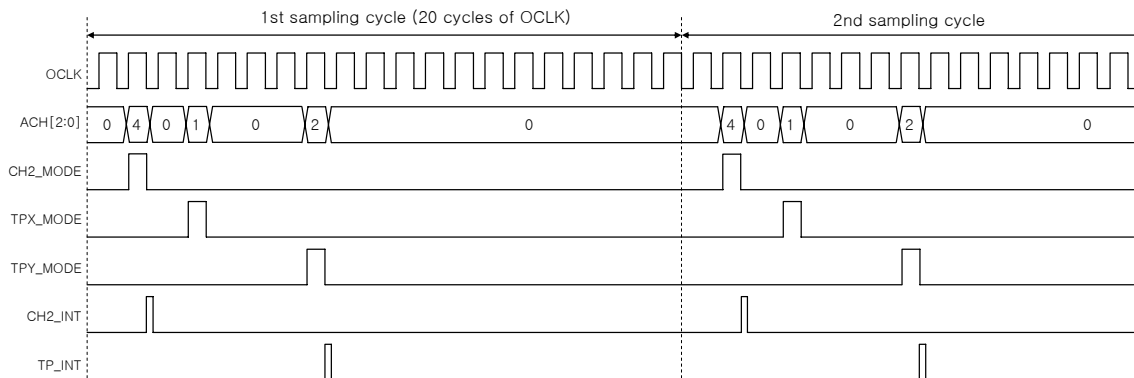 1st sampling cycle (20 cycles of OCLK)
2nd sampling cycle
OCLK
ACH[2:0] 0 4 0 1 0 2 0 4 0 1 0 2 0
CH2_MODE
TPX_MODE
TPY_MODE
CH2_INT
TP_INT